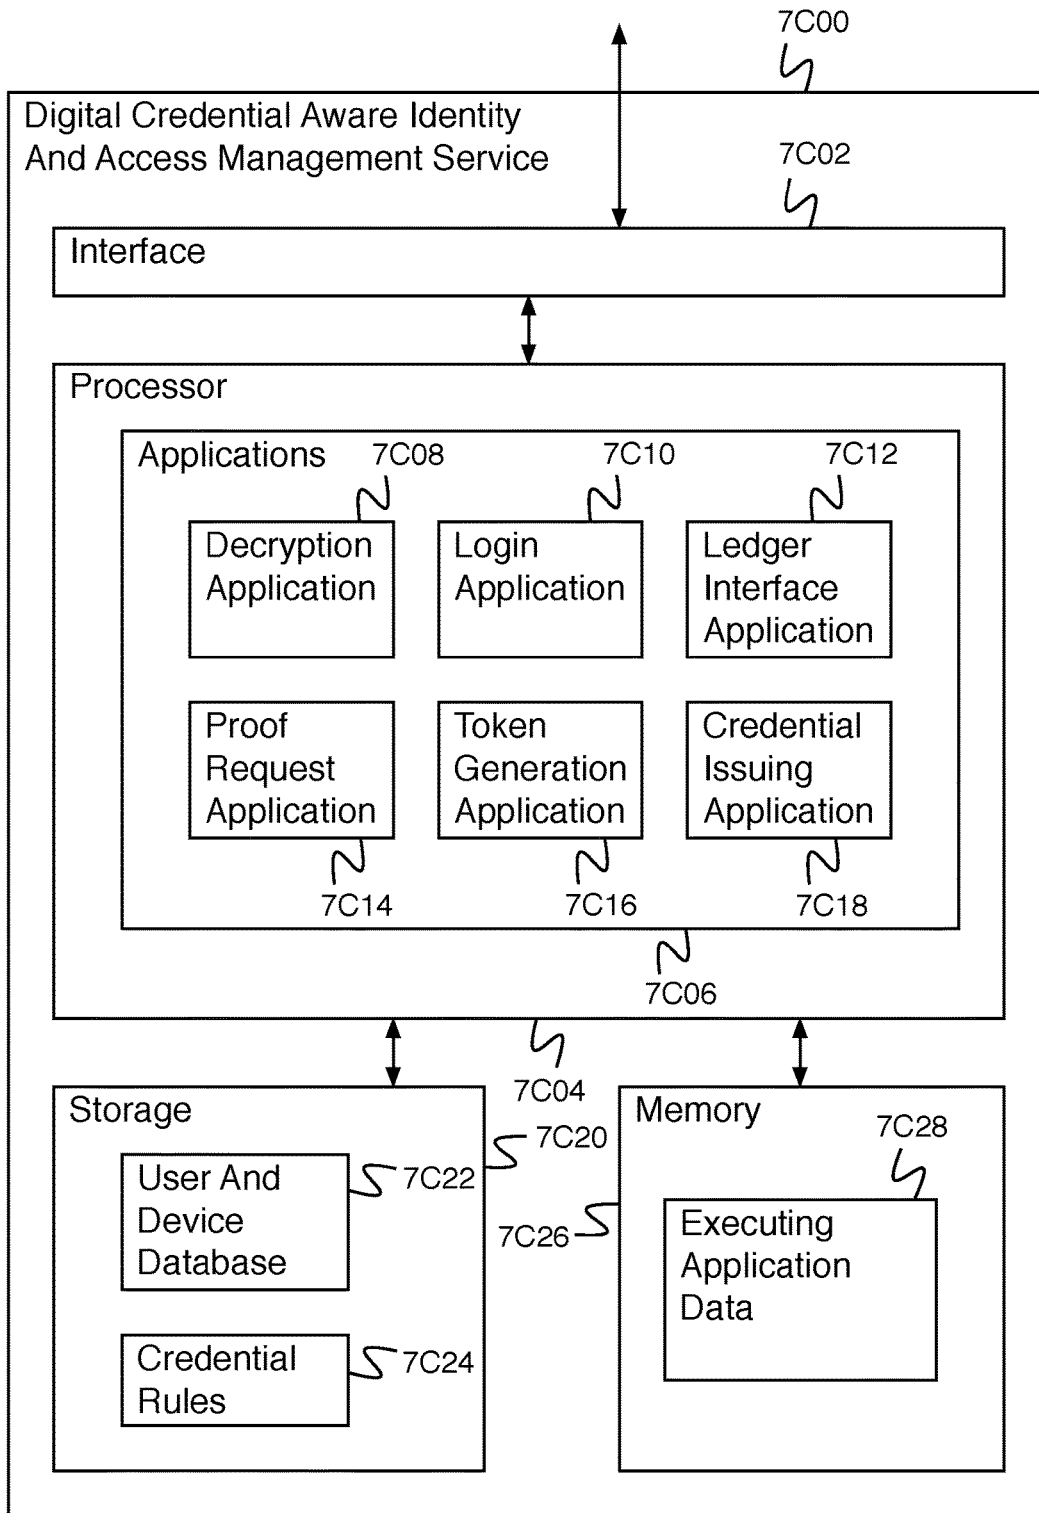 7C00
Digital Credential Aware Identity
And Access Management Service
7C02
Interface
Processor
Applications
7C08
7C10
7C12
Decryption
Application
Login
Application
Ledger
Interface
Application
Proof
Request
Application
Token
Generation
Application
Credential
Issuing
Application
7C14
7C16
7C18
7C06
7C04
Storage
7C20
User And
Device
Database
7C22
Credential
Rules
7C24
Memory
7C28
7C26
Executing
Application
Data